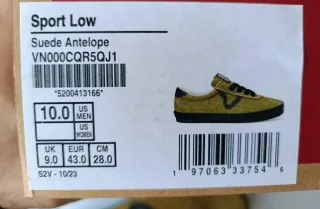 Sport Low
Suede Antelope
VN000CQR5QJ1
*5200413166*
10.0 US MEN
US WOMEN
UK EUR CM
9.0 43.0 28.0
S2V - 10/23
1 97063 33754 6